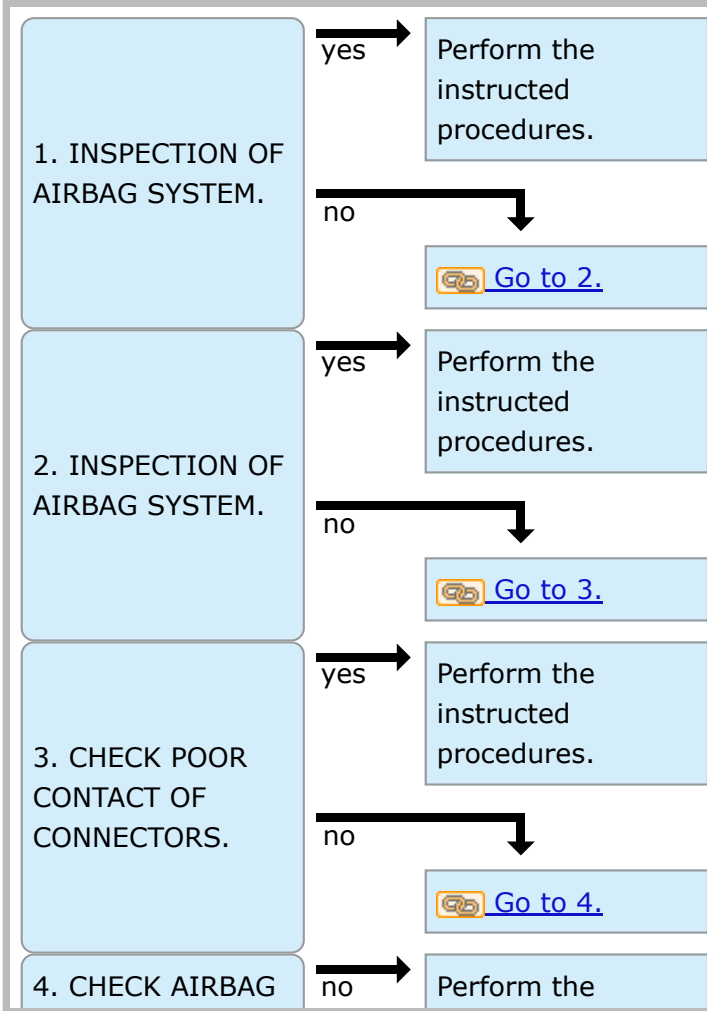 1. INSPECTION OF
AIRBAG SYSTEM.
yes
Perform the
instructed
procedures.
no
Go to 2.
2. INSPECTION OF
AIRBAG SYSTEM.
yes
Perform the
instructed
procedures.
no
Go to 3.
3. CHECK POOR
CONTACT OF
CONNECTORS.
yes
Perform the
instructed
procedures.
no
Go to 4.
4. CHECK AIRBAG
no
Perform the